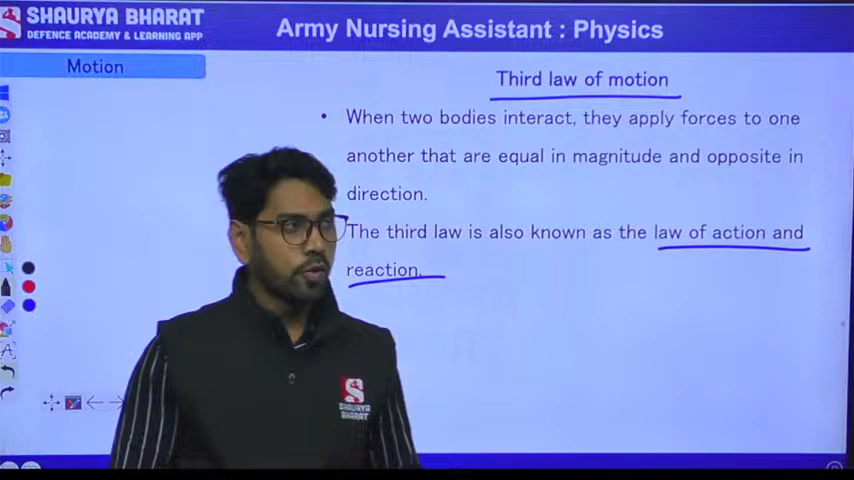 SHAURYA BHARAT
DEFENCE ACADEMY & LEARNING APP
Army Nursing Assistant : Physics
Motion
Third law of motion
• When two bodies interact, they apply forces to one
another that are equal in magnitude and opposite in
direction.
The third law is also known as the law of action and
reaction.
SHAURYA
BHARAT